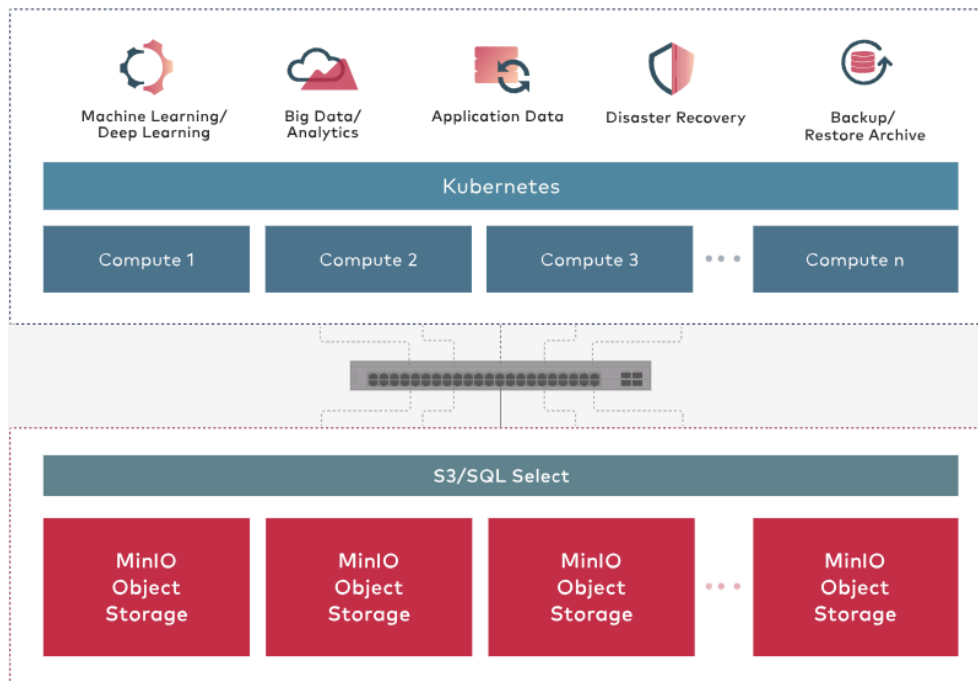 Machine Learning/
Deep Learning
Big Data/
Analytics
Application Data
Disaster Recovery
Backup/
Restore Archive
Kubernetes
Compute 1
Compute 2
Compute 3
Compute n
S3/SQL Select
MinIO
Object
Storage
MinIO
Object
Storage
MinIO
Object
Storage
MinIO
Object
Storage